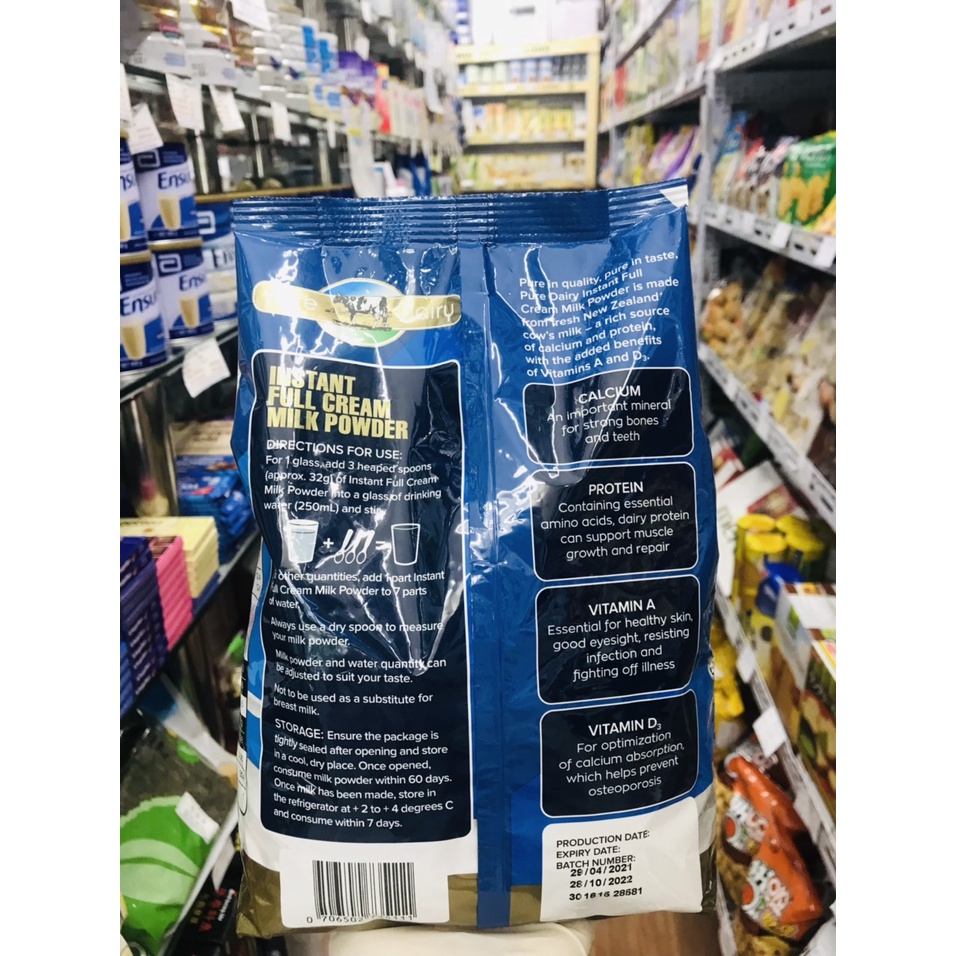 Ensu
Ensu
Ensu
Dairy
INSTANT
FULL CREAM
MILK POWDER
DIRECTIONS FOR USE:
For 1 glass, add 3 heaped spoons
(approx. 32g) of Instant Full Cream
Milk Powder into a glass of drinking
water (250mL) and stir.
+ =
other quantities, add 1 part Instant
Cream Milk Powder to 7 parts
of water.
Always use a dry spoon to measure
your milk powder.
Milk powder and water quantity can
be adjusted to suit your taste.
Not to be used as a substitute for
breast milk.
STORAGE: Ensure the package is
tightly sealed after opening and store
in a cool, dry place. Once opened,
consume milk powder within 60 days.
Once milk has been made, store in
the refrigerator at + 2 to + 4 degrees C
and consume within 7 days.
Pure in quality, pure in taste,
Pure Dairy Instant Full
Cream Milk Powder is made
from fresh New Zealand
cow's milk – a rich source
of calcium and protein,
with the added benefits
of Vitamins A and D₃.
CALCIUM
An important mineral
for strong bones
and teeth
PROTEIN
Containing essential
amino acids, dairy protein
can support muscle
growth and repair
VITAMIN A
Essential for healthy skin,
good eyesight, resisting
infection and
fighting off illness
VITAMIN D₃
For optimization
of calcium absorption,
which helps prevent
osteoporosis
PRODUCTION DATE:
EXPIRY DATE:
BATCH NUMBER:
29/04/2021
28/10/2022